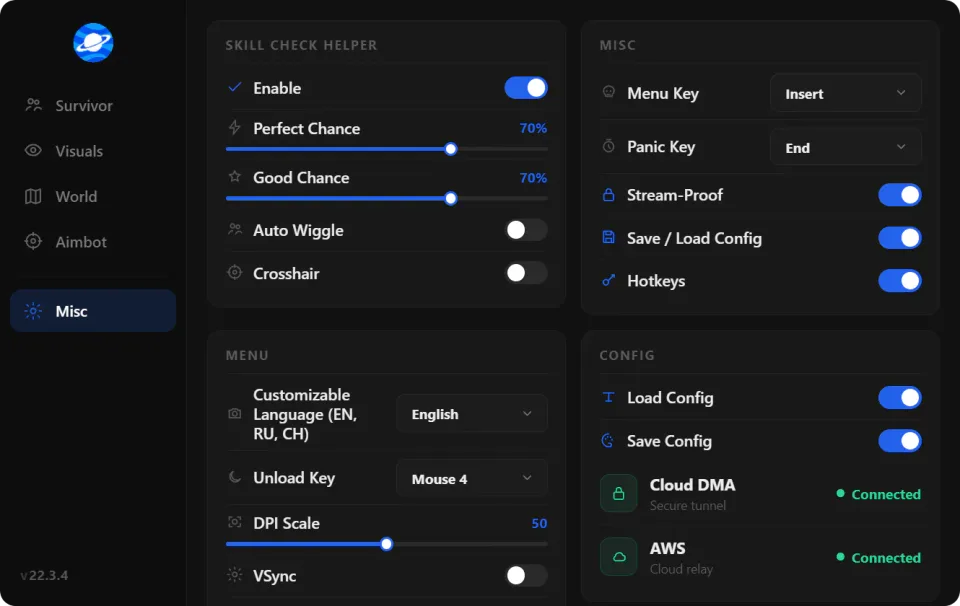 Survivor
Visuals
World
Aimbot
Misc
v22.3.4
SKILL CHECK HELPER
Enable
Perfect Chance 70%
Good Chance 70%
Auto Wiggle
Crosshair
MISC
Menu Key Insert
Panic Key End
Stream-Proof
Save / Load Config
Hotkeys
MENU
Customizable
Language (EN,
RU, CH)
English
Unload Key Mouse 4
DPI Scale 50
VSync
CONFIG
Load Config
Save Config
Cloud DMA
Secure tunnel
Connected
AWS
Cloud relay
Connected